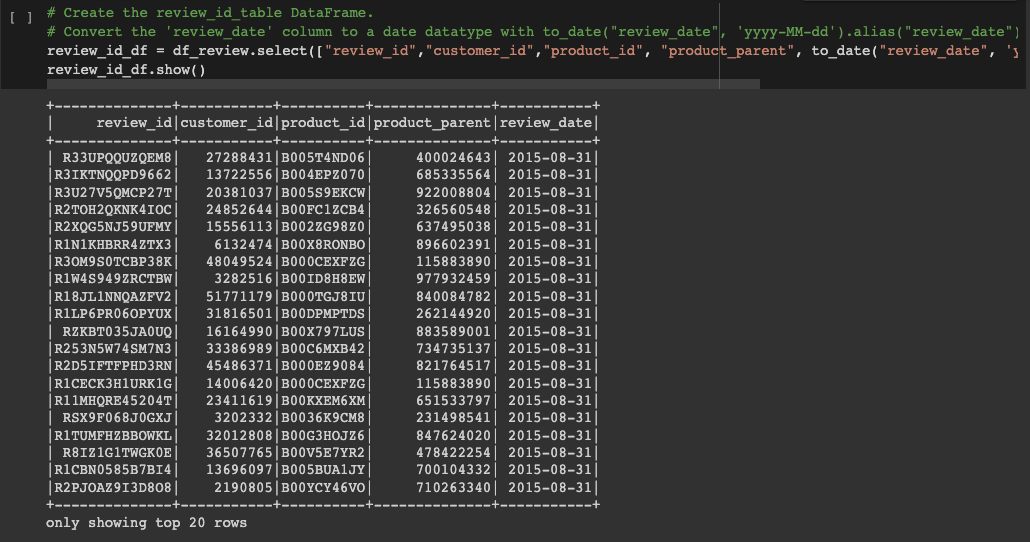 [ ] # Create the review_id_table DataFrame.
# Convert the 'review_date' column to a date datatype with to_date("review_date", 'yyyy-MM-dd').alias("review_date")
review_id_df = df_review.select(["review_id","customer_id","product_id", "product_parent", to_date("review_date", 'y
review_id_df.show()
+--------------+-----------+----------+--------------+-----------+
|     review_id|customer_id|product_id|product_parent|review_date|
+--------------+-----------+----------+--------------+-----------+
| R33UPQQUZQEM8|   27288431|B005T4ND06|     400024643| 2015-08-31|
|R3IKTNQQPD9662|   13722556|B004EPZ070|     685335564| 2015-08-31|
|R3U27V5QMCP27T|   20381037|B005S9EKCW|     922008804| 2015-08-31|
|R2TOH2QKNK4IOC|   24852644|B00FC1ZCB4|     326560548| 2015-08-31|
|R2XQG5NJ59UFMY|   15556113|B002ZG98Z0|     637495038| 2015-08-31|
|R1N1KHBRR4ZTX3|    6132474|B00X8RONBO|     896602391| 2015-08-31|
|R3OM9S0TCBP38K|   48049524|B000CEXFZG|     115883890| 2015-08-31|
|R1W4S949ZRCTBW|    3282516|B00ID8H8EW|     977932459| 2015-08-31|
|R18JL1NNQAZFV2|   51771179|B000TGJ8IU|     840084782| 2015-08-31|
|R1LP6PR06OPYUX|   31816501|B00DPMPTDS|     262144920| 2015-08-31|
| RZKBT035JA0UQ|   16164990|B00X797LUS|     883589001| 2015-08-31|
|R253N5W74SM7N3|   33386989|B00C6MXB42|     734735137| 2015-08-31|
|R2D5IFTFPHD3RN|   45486371|B000EZ9084|     821764517| 2015-08-31|
|R1CECK3H1URK1G|   14006420|B000CEXFZG|     115883890| 2015-08-31|
|R11MHQRE45204T|   23411619|B00KXEM6XM|     651533797| 2015-08-31|
| RSX9F068J0GXJ|    3202332|B0036K9CM8|     231498541| 2015-08-31|
|R1TUMFHZBBOWKL|   32012808|B00G3HOJZ6|     847624020| 2015-08-31|
| R8IZ1G1TWGK0E|   36507765|B00V5E7YR2|     478422254| 2015-08-31|
|R1CBN0585B7BI4|   13696097|B005BUA1JY|     700104332| 2015-08-31|
|R2PJOAZ9I3D8O8|    2190805|B00YCY46VO|     710263340| 2015-08-31|
+--------------+-----------+----------+--------------+-----------+
only showing top 20 rows